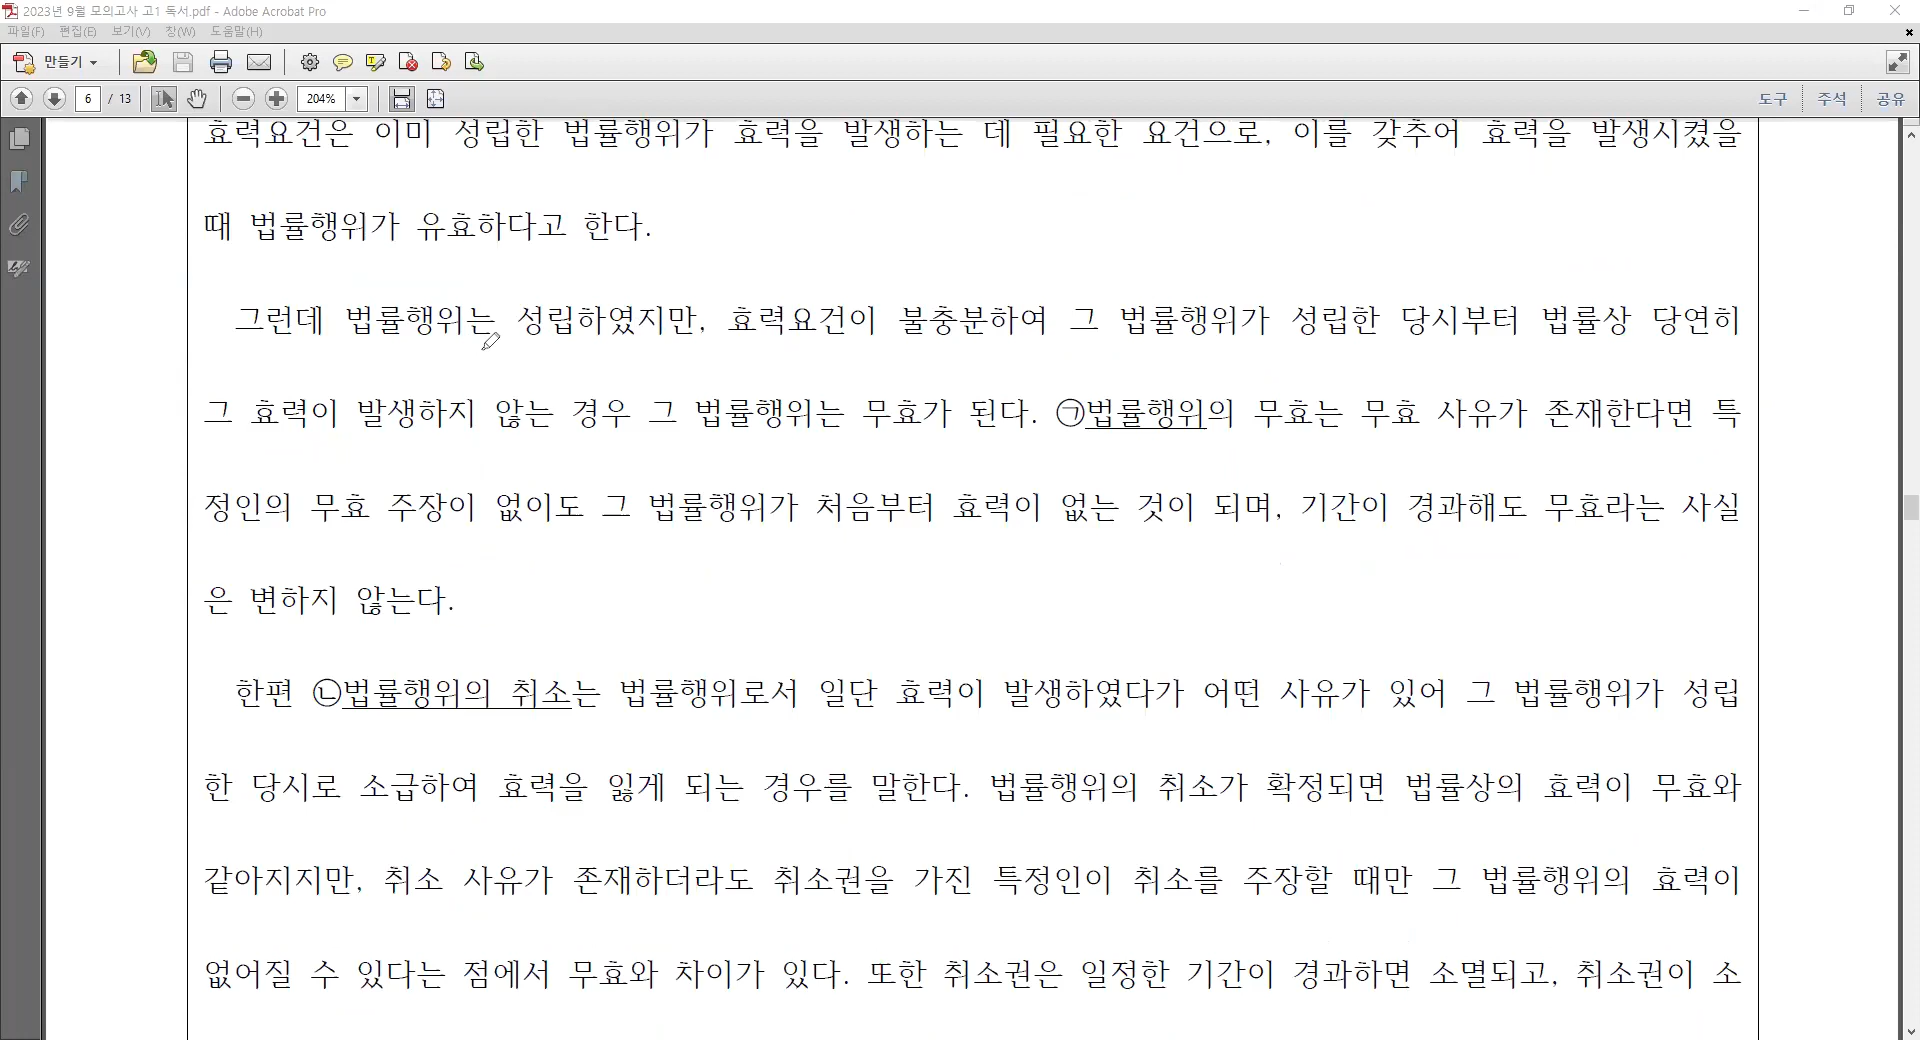 2023년 9월 모의고사 고1 독서.pdf - Adobe Acrobat Pro
파일(F) 편집(E) 보기(V) 창(W) 도움말(H)
만들기
6 / 13 204% 도구 주석 공유
효력요건은 이미 성립한 법률행위가 효력을 발생하는 데 필요한 요건으로, 이를 갖추어 효력을 발생시켰을
때 법률행위가 유효하다고 한다.
그런데 법률행위는 성립하였지만, 효력요건이 불충분하여 그 법률행위가 성립한 당시부터 법률상 당연히
그 효력이 발생하지 않는 경우 그 법률행위는 무효가 된다. ㉠법률행위의 무효는 무효 사유가 존재한다면 특
정인의 무효 주장이 없이도 그 법률행위가 처음부터 효력이 없는 것이 되며, 기간이 경과해도 무효라는 사실
은 변하지 않는다.
한편 ㉡법률행위의 취소는 법률행위로서 일단 효력이 발생하였다가 어떤 사유가 있어 그 법률행위가 성립
한 당시로 소급하여 효력을 잃게 되는 경우를 말한다. 법률행위의 취소가 확정되면 법률상의 효력이 무효와
같아지지만, 취소 사유가 존재하더라도 취소권을 가진 특정인이 취소를 주장할 때만 그 법률행위의 효력이
없어질 수 있다는 점에서 무효와 차이가 있다. 또한 취소권은 일정한 기간이 경과하면 소멸되고, 취소권이 소